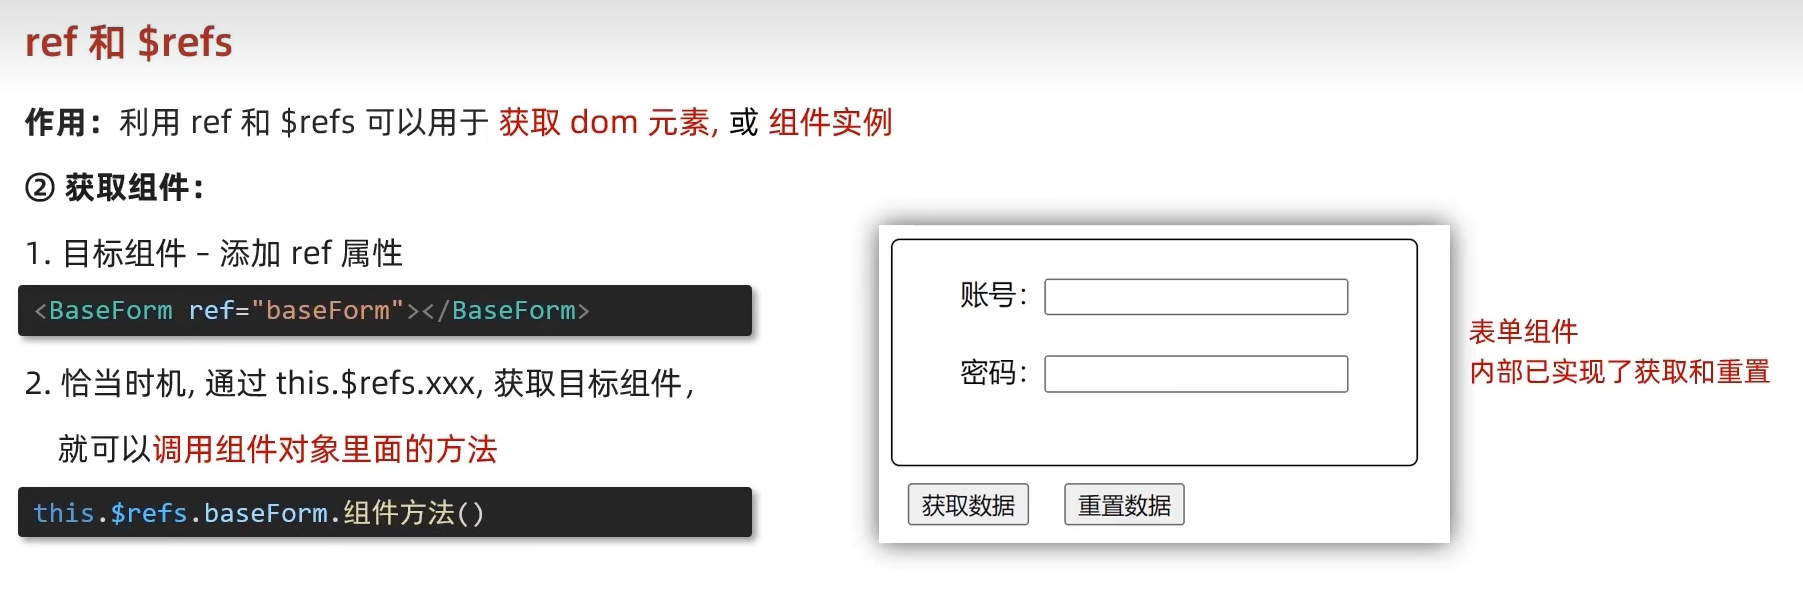 ref 和 $refs
作用：利用 ref 和 $refs 可以用于 获取 dom 元素, 或 组件实例
② 获取组件：
1. 目标组件 – 添加 ref 属性
<BaseForm ref="baseForm"></BaseForm>
2. 恰当时机, 通过 this.$refs.xxx, 获取目标组件，
就可以调用组件对象里面的方法
this.$refs.baseForm.组件方法()
账号：
密码：
获取数据 重置数据
表单组件
内部已实现了获取和重置